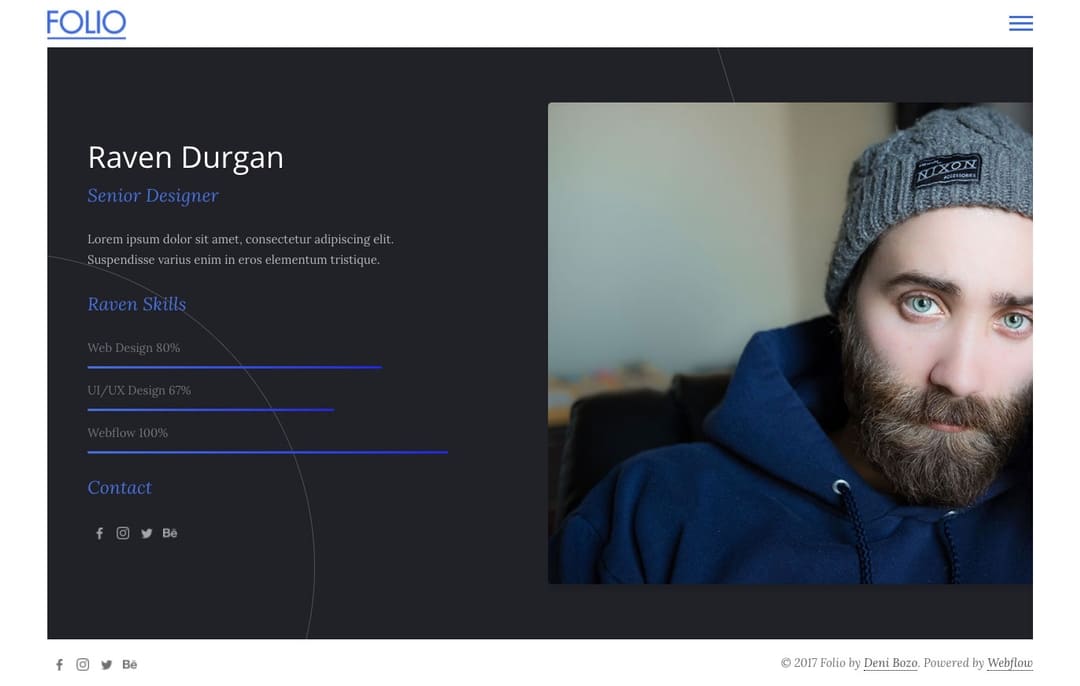 FOLIO
Raven Durgan
Senior Designer
Lorem ipsum dolor sit amet, consectetur adipiscing elit.
Suspendisse varius enim in eros elementum tristique.
Raven Skills
Web Design 80%
UI/UX Design 67%
Webflow 100%
Contact
Bē
NIXON
ACCESSORIES
Bē
© 2017 Folio by Deni Bozo. Powered by Webflow